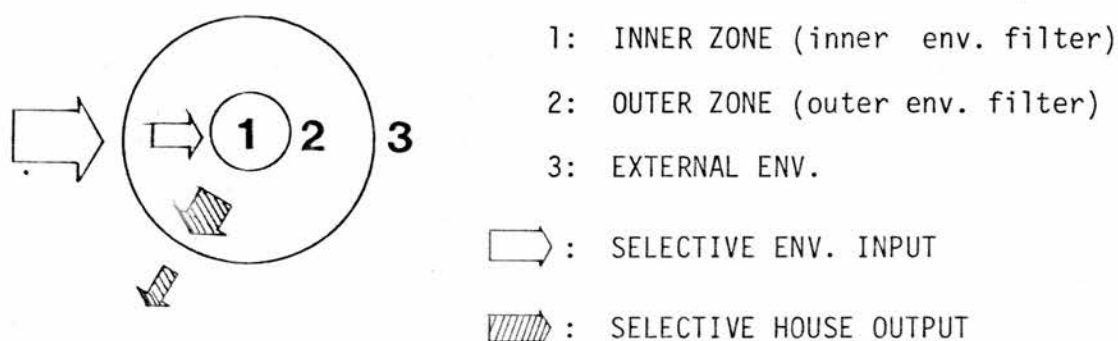 1 2 3
1: INNER ZONE (inner env. filter)
2: OUTER ZONE (outer env. filter)
3: EXTERNAL ENV.
: SELECTIVE ENV. INPUT
: SELECTIVE HOUSE OUTPUT